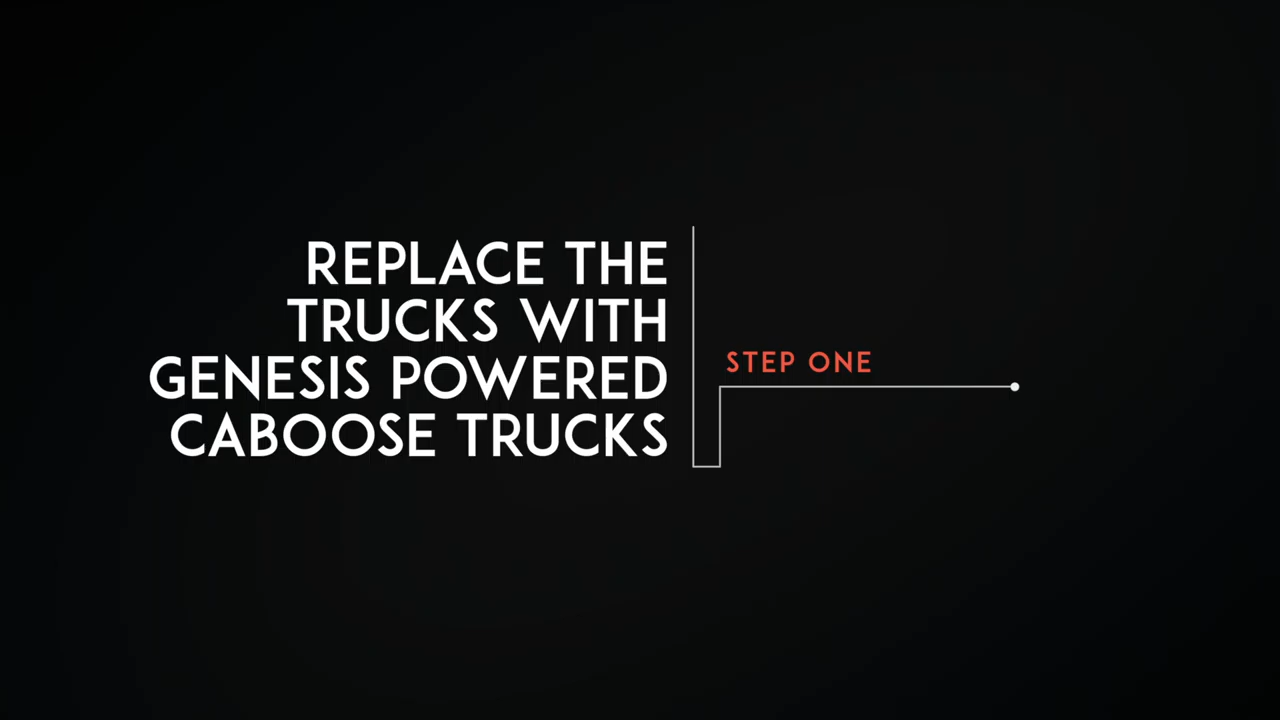 REPLACE THE
TRUCKS WITH
GENESIS POWERED
CABOOSE TRUCKS
STEP ONE